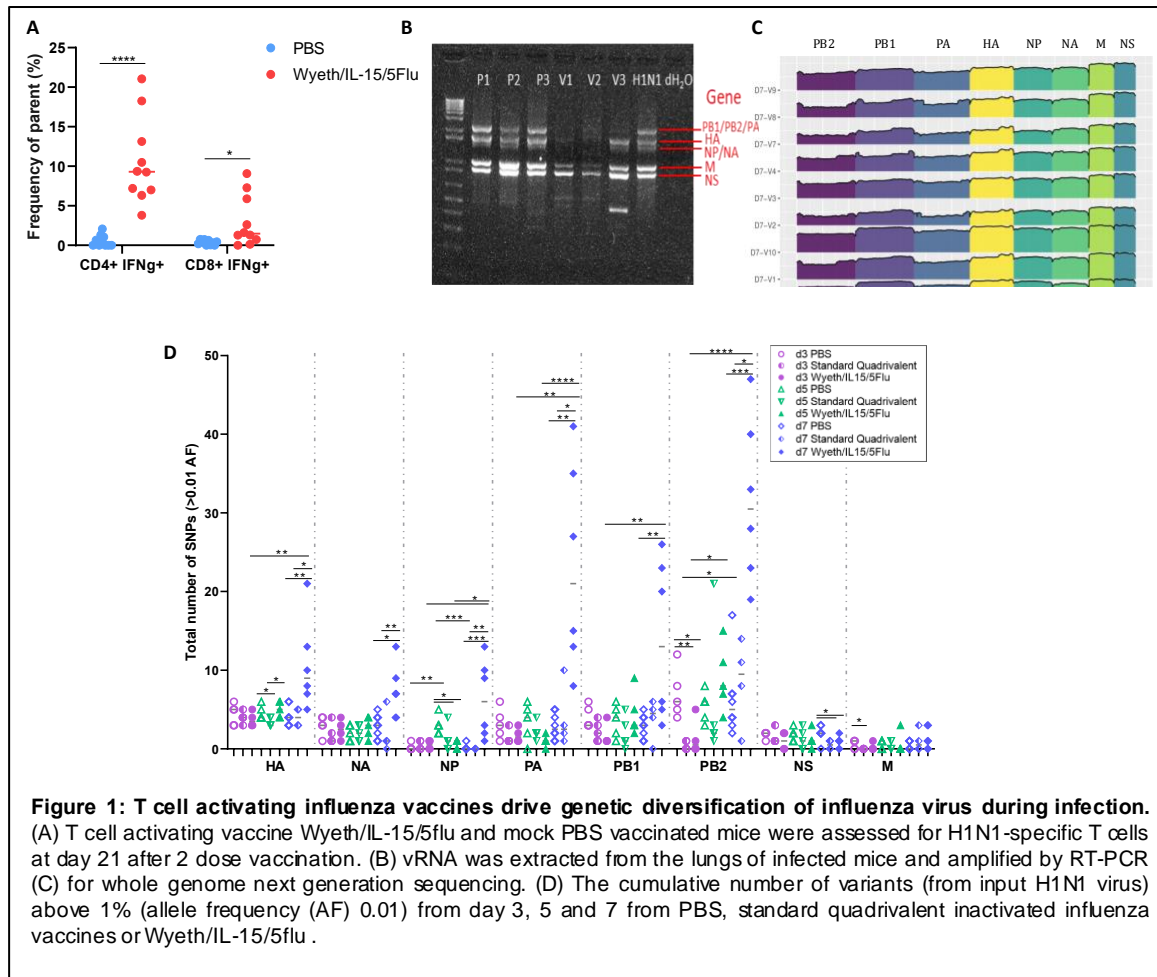 A
PBS
Wyeth/IL-15/5Flu
Frequency of parent (%)
25
20
15
10
5
0
****
*
CD4+ IFNg+
CD8+ IFNg+
B
P1 P2 P3 V1 V2 V3 H1N1 dH₂O
Gene
PB1/PB2/PA
HA
NP/NA
M
NS
C
PB2 PB1 PA HA NP NA M NS
D7-V9
D7-V8
D7-V7
D7-V4
D7-V3
D7-V2
D7-V10
D7-V1
D
Total number of SNPs (>0.01 AF)
50
40
30
20
10
0
d3 PBS
d3 Standard Quadrivalent
d3 Wyeth/IL15/5Flu
d5 PBS
d5 Standard Quadrivalent
d5 Wyeth/IL15/5Flu
d7 PBS
d7 Standard Quadrivalent
d7 Wyeth/IL15/5Flu
HA NA NP PA PB1 PB2 NS M
Figure 1: T cell activating influenza vaccines drive genetic diversification of influenza virus during infection.
(A) T cell activating vaccine Wyeth/IL-15/5flu and mock PBS vaccinated mice were assessed for H1N1-specific T cells
at day 21 after 2 dose vaccination. (B) vRNA was extracted from the lungs of infected mice and amplified by RT-PCR
(C) for whole genome next generation sequencing. (D) The cumulative number of variants (from input H1N1 virus)
above 1% (allele frequency (AF) 0.01) from day 3, 5 and 7 from PBS, standard quadrivalent inactivated influenza
vaccines or Wyeth/IL-15/5flu .